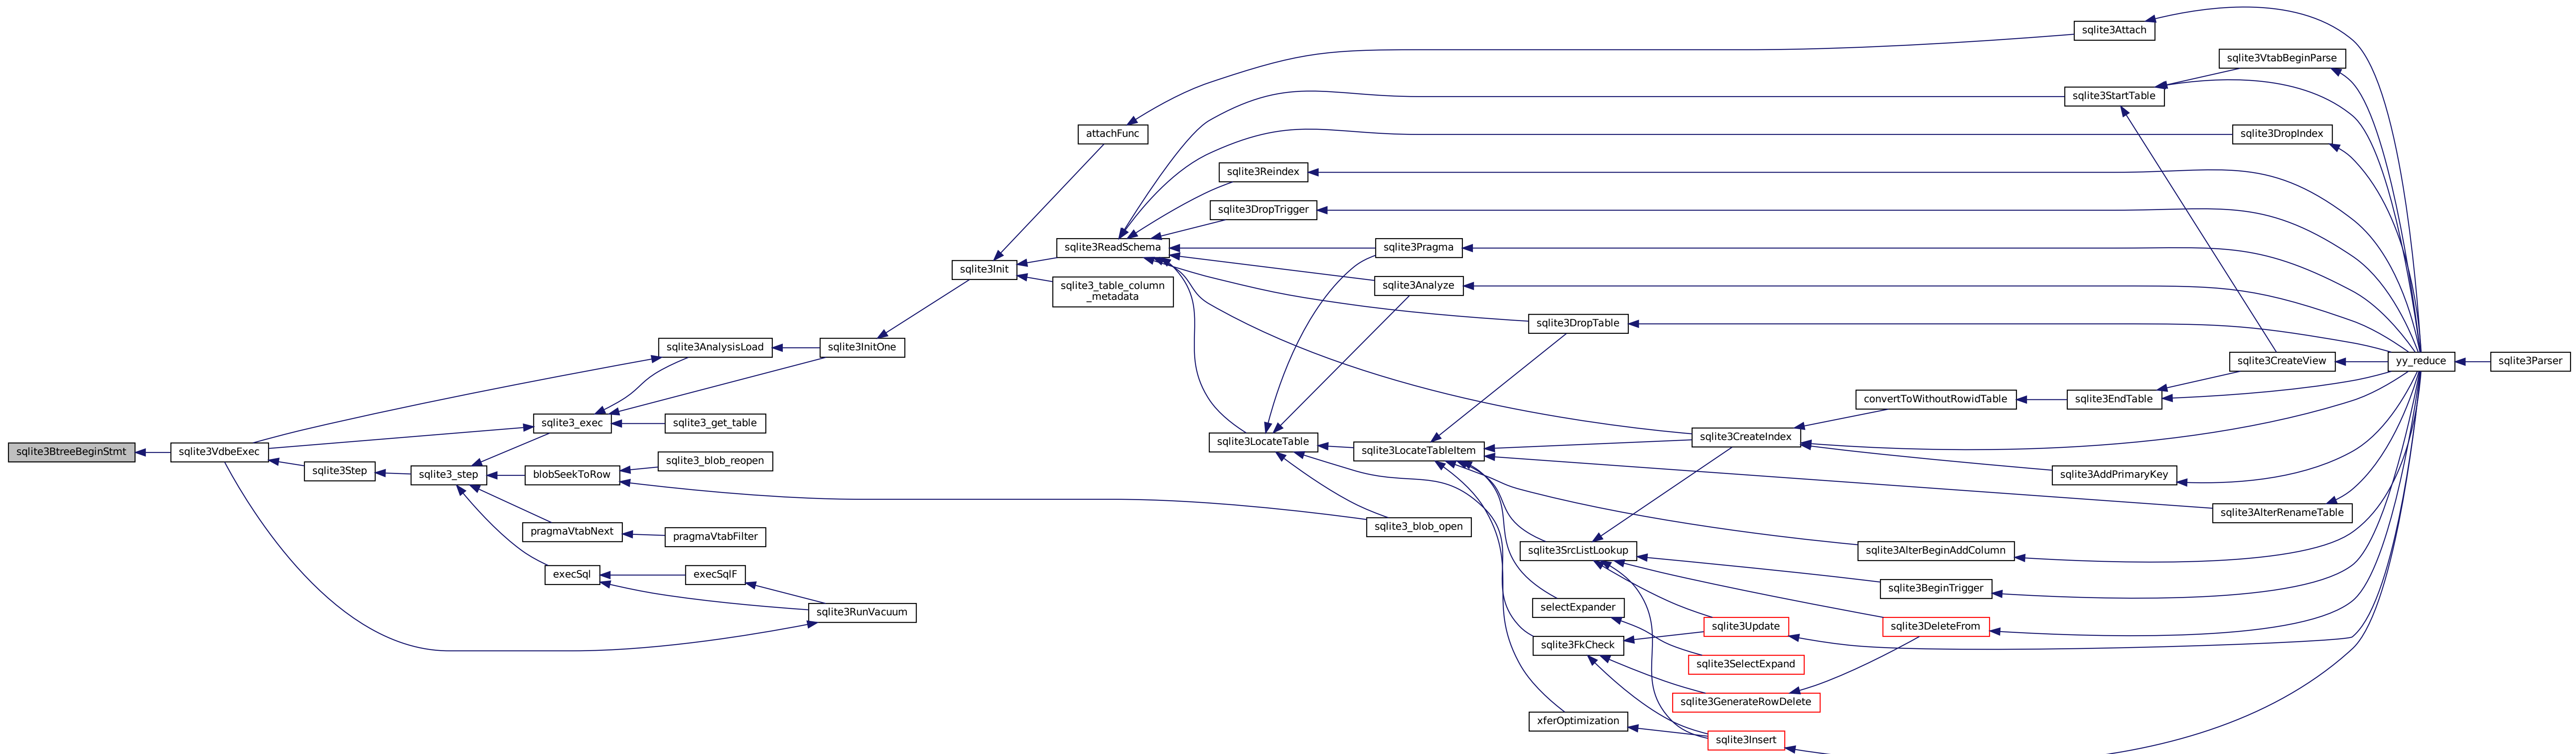 sqlite3Attach
sqlite3VtabBeginParse
sqlite3StartTable
attachFunc
sqlite3DropIndex
sqlite3Reindex
sqlite3DropTrigger
sqlite3ReadSchema
sqlite3Pragma
sqlite3Init
sqlite3_table_column
_metadata
sqlite3Analyze
sqlite3DropTable
sqlite3AnalysisLoad
sqlite3InitOne
sqlite3CreateView
yy_reduce
sqlite3Parser
convertToWithoutRowidTable
sqlite3EndTable
sqlite3_exec
sqlite3_get_table
sqlite3LocateTable
sqlite3CreateIndex
sqlite3BtreeBeginStmt
sqlite3VdbeExec
sqlite3LocateTableItem
sqlite3_blob_reopen
sqlite3Step
sqlite3_step
blobSeekToRow
sqlite3AddPrimaryKey
sqlite3AlterRenameTable
sqlite3_blob_open
pragmaVtabNext
pragmaVtabFilter
sqlite3SrcListLookup
sqlite3AlterBeginAddColumn
execSql
execSqlF
sqlite3BeginTrigger
sqlite3RunVacuum
selectExpander
sqlite3Update
sqlite3DeleteFrom
sqlite3FkCheck
sqlite3SelectExpand
sqlite3GenerateRowDelete
xferOptimization
sqlite3Insert